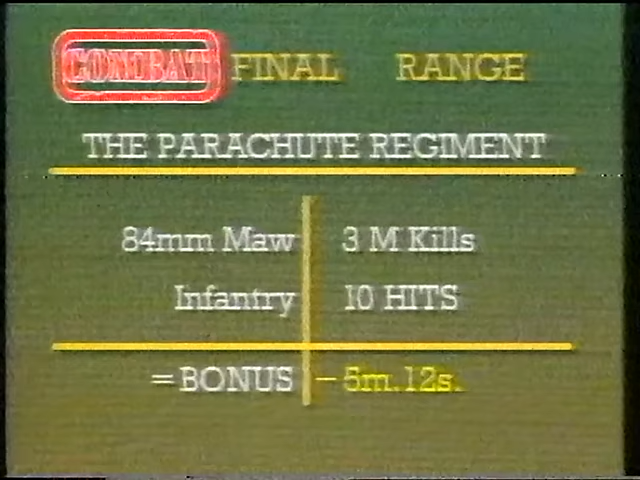 COMBAT FINAL RANGE
THE PARACHUTE REGIMENT
84mm Maw 3 M Kills
Infantry 10 HITS
=BONUS - 5m.12s.